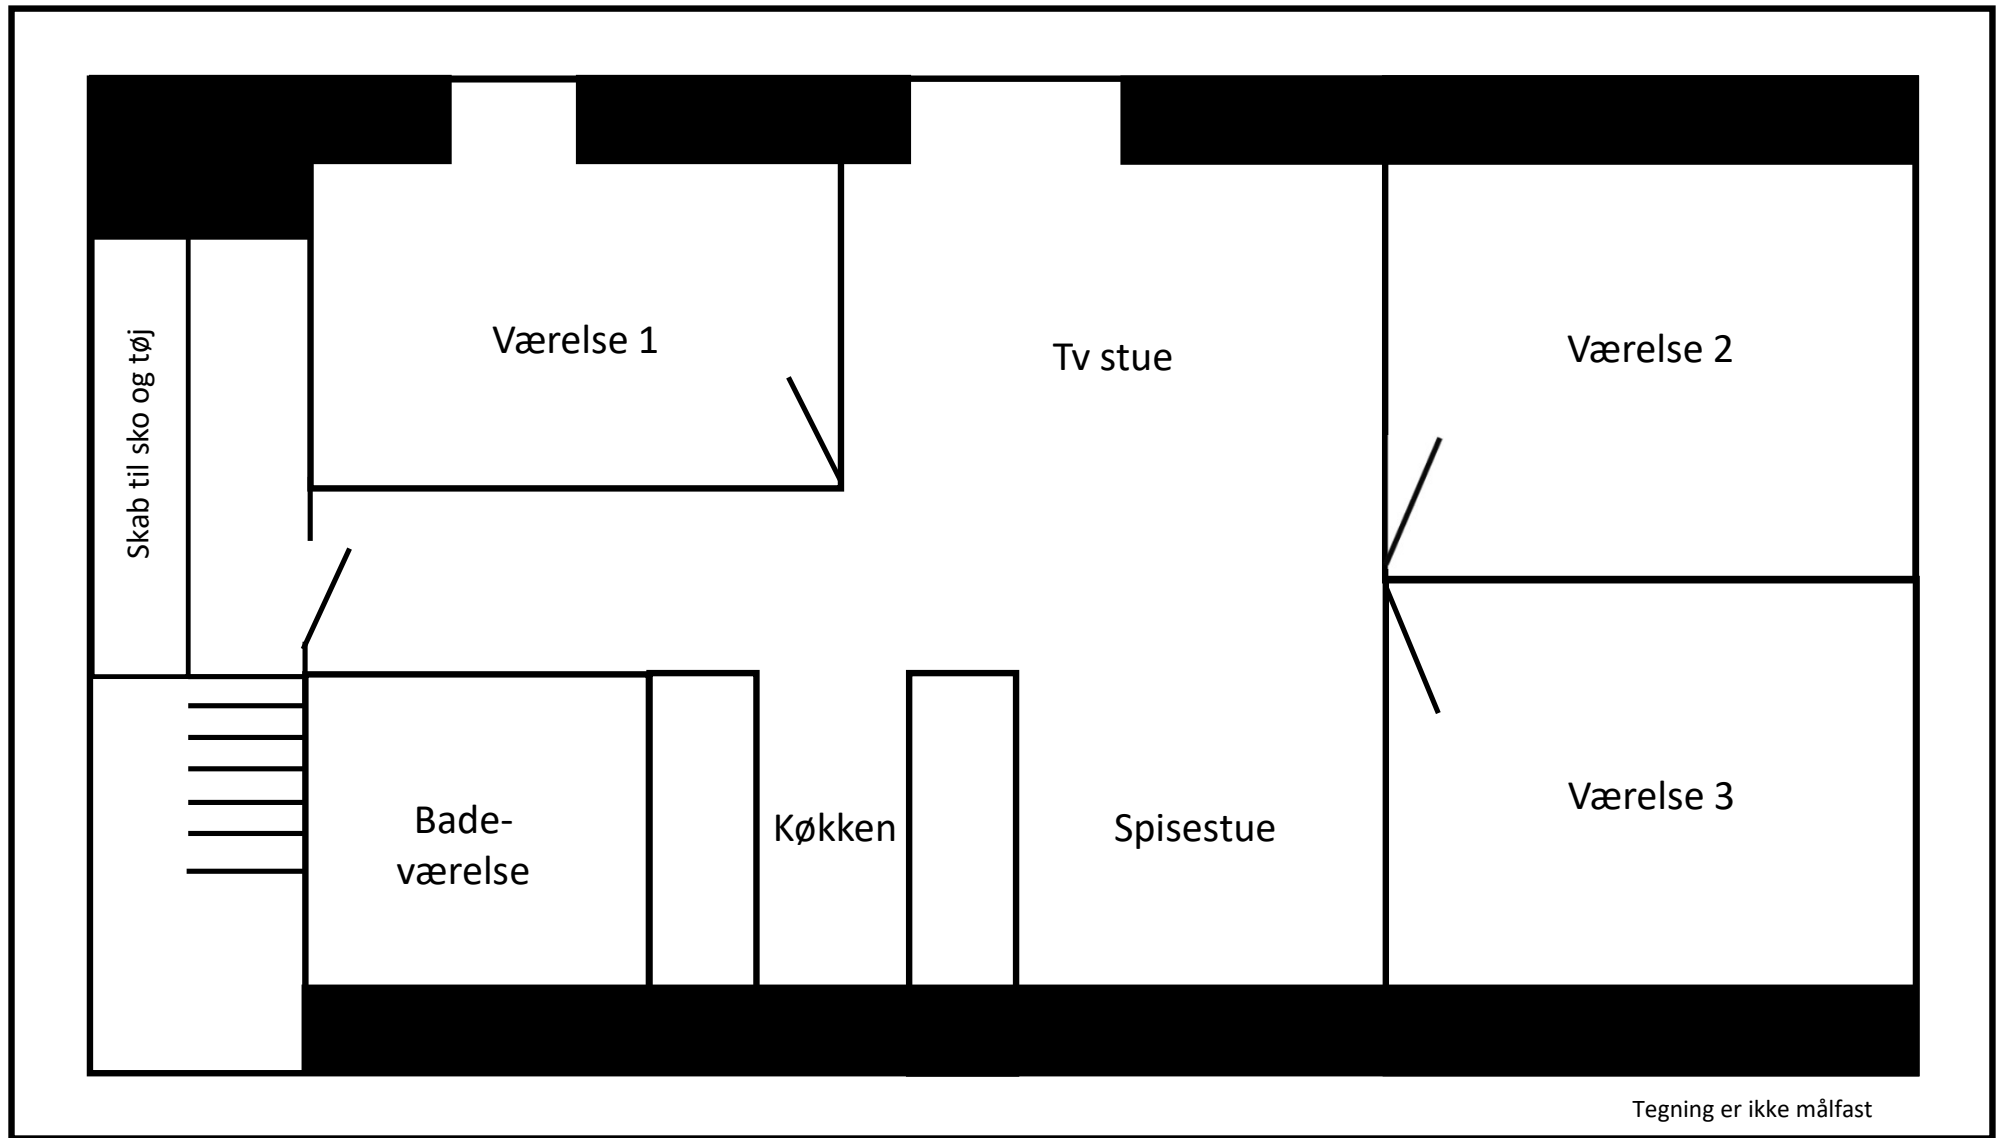 Værelse 1
Tv stue
Værelse 2
Skab til sko og tøj
Bade-
værelse
Køkken
Spisestue
Værelse 3
Tegning er ikke målfast